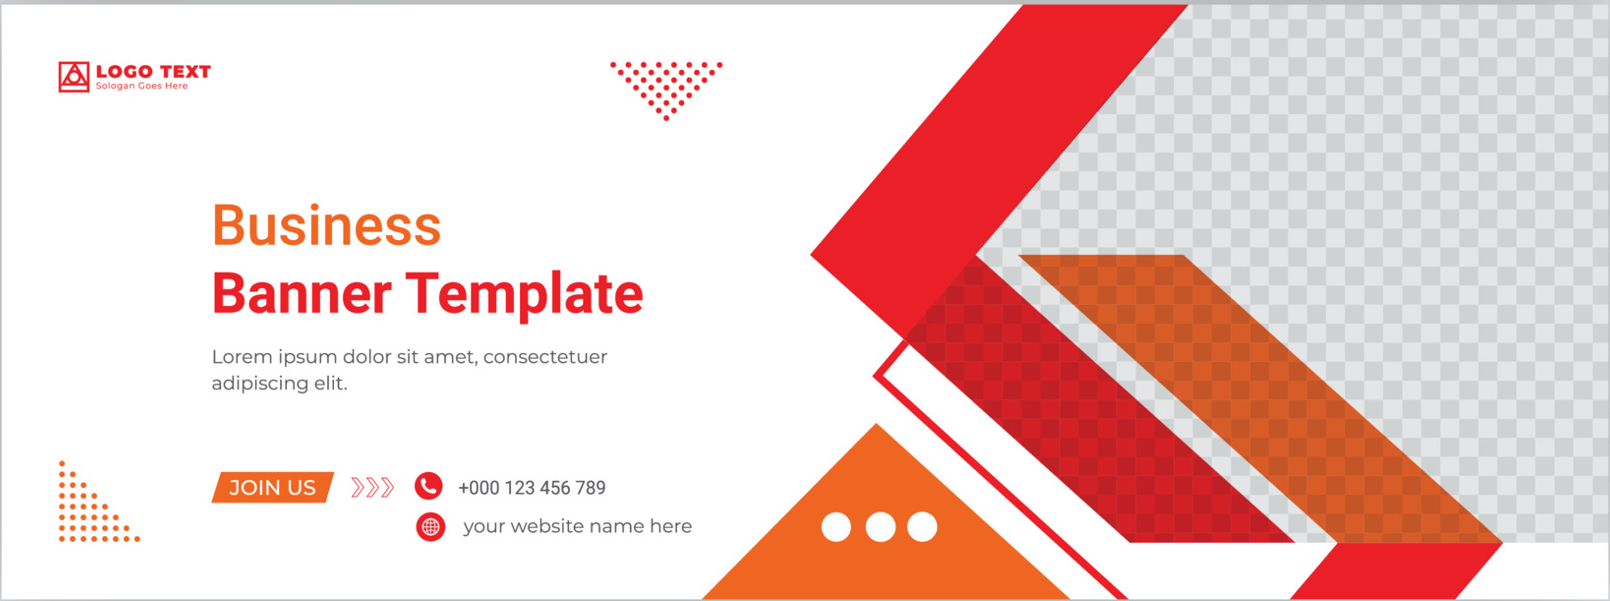 LOGO TEXT
Sologan Goes Here
Business
Banner Template
Lorem ipsum dolor sit amet, consectetuer
adipiscing elit.
JOIN US
+000 123 456 789
your website name here